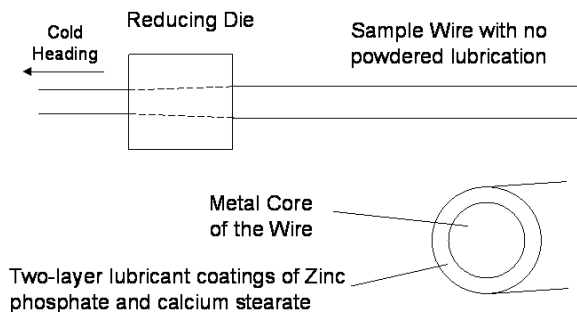 Reducing Die
Cold
Heading
Sample Wire with no
powdered lubrication
Metal Core
of the Wire
Two-layer lubricant coatings of Zinc
phosphate and calcium stearate